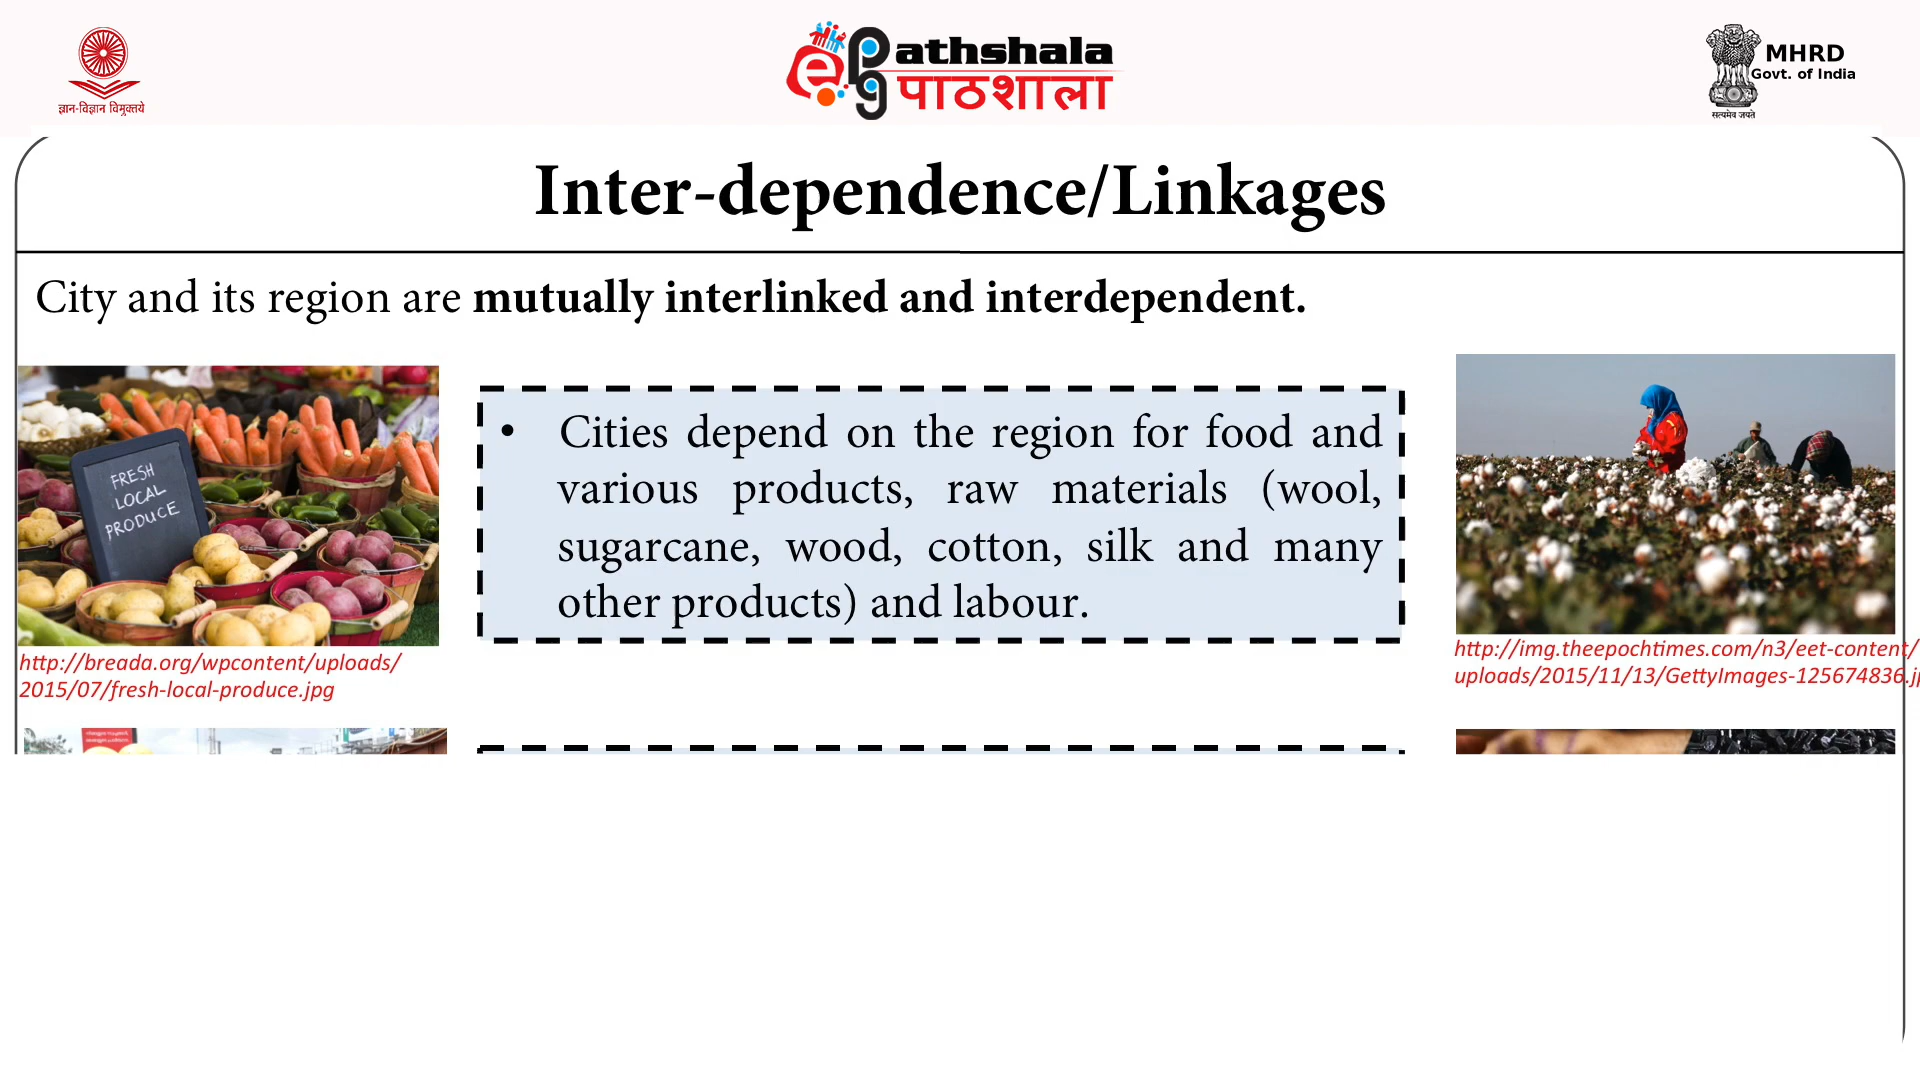 ज्ञान-विज्ञान विमुक्तये
e PG athshala
पाठशाला
MHRD
Govt. of India
सत्यमेव जयते
Inter-dependence/Linkages
City and its region are mutually interlinked and interdependent.
FRESH
LOCAL
PRODUCE
• Cities depend on the region for food and
various products, raw materials (wool,
sugarcane, wood, cotton, silk and many
other products) and labour.
http://breada.org/wpcontent/uploads/
2015/07/fresh-local-produce.jpg
http://img.theepochtimes.com/n3/eet-content/
uploads/2015/11/13/GettyImages-125674836.j